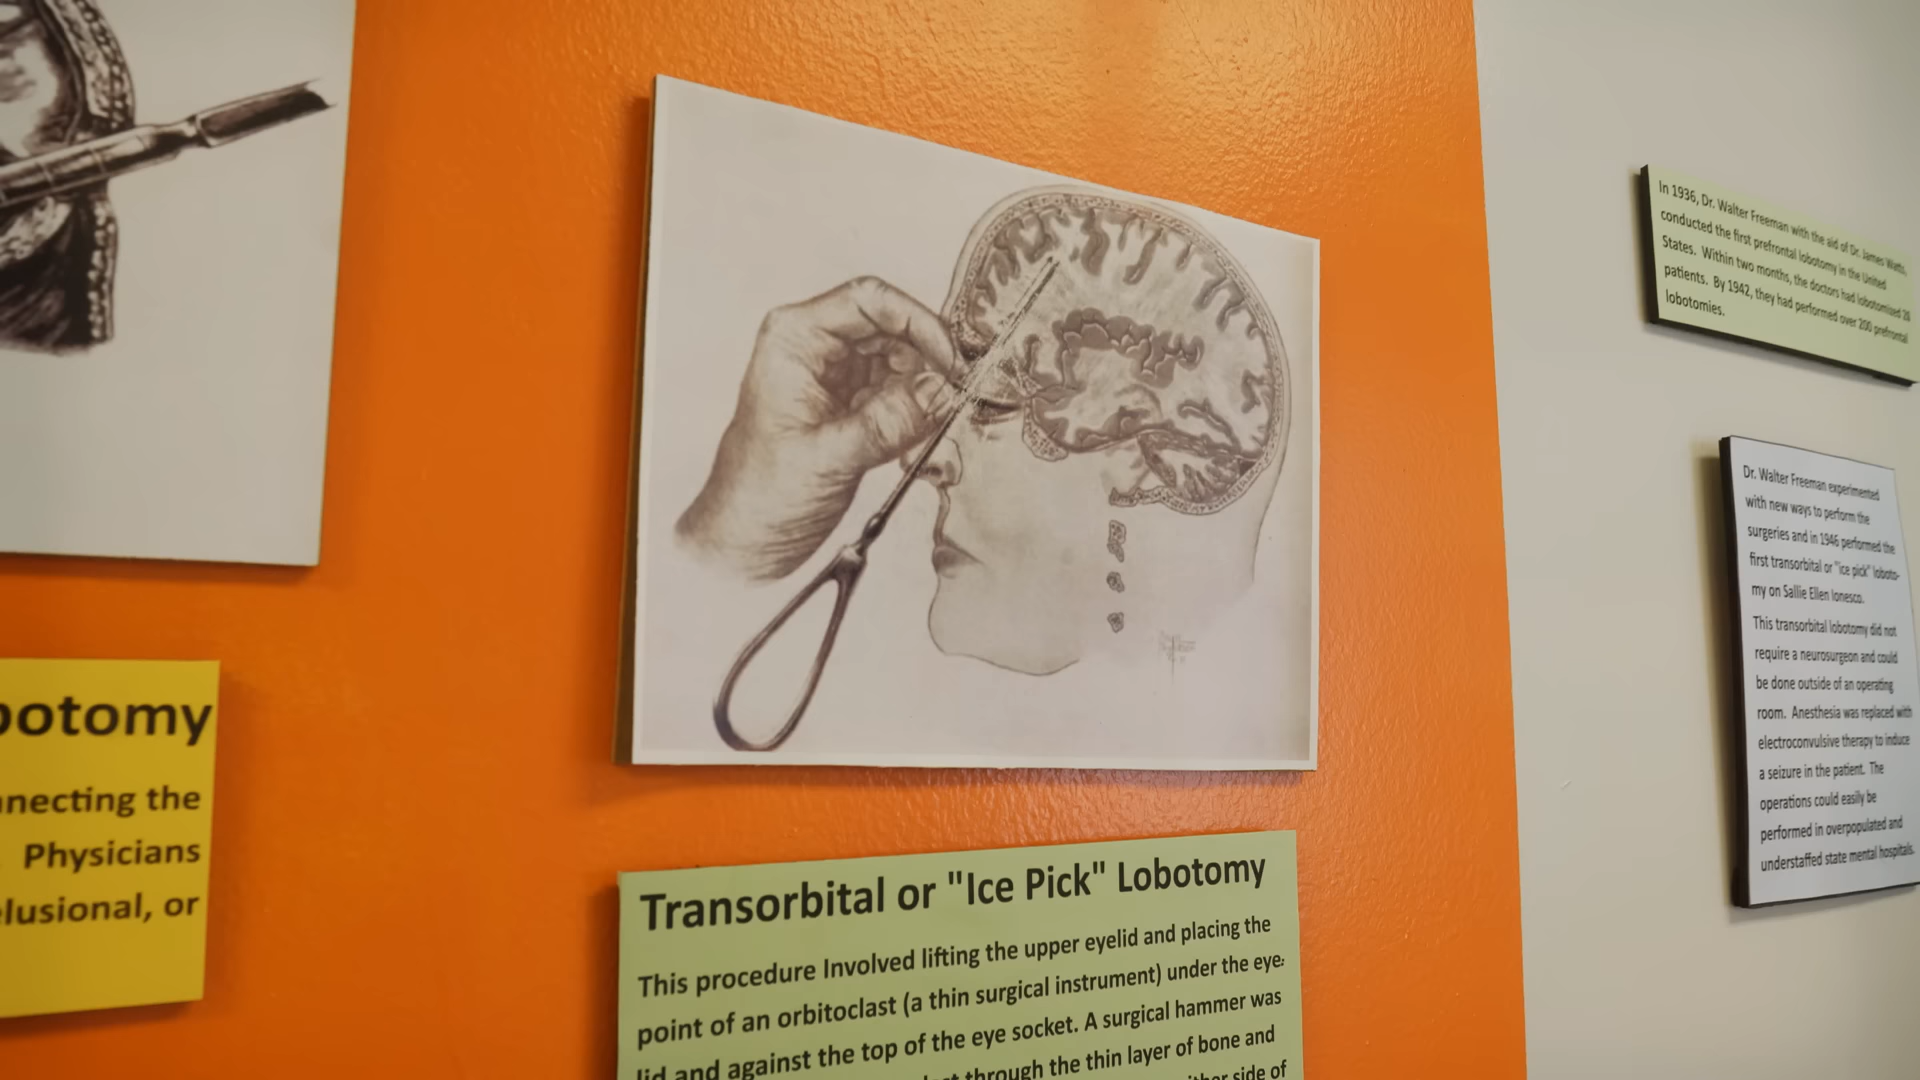 botomy
nnecting the
Physicians
elusional, or
Transorbital or "Ice Pick" Lobotomy
This procedure Involved lifting the upper eyelid and placing the
point of an orbitoclast (a thin surgical instrument) under the eye-
lid and against the top of the eye socket. A surgical hammer was
through the thin layer of bone and
side of
In 1936, Dr. Walter Freeman with the aid of Dr. James Watts,
conducted the first prefrontal lobotomy in the United
States. Within two months, the doctors had lobotomized 26
patients. By 1942, they had performed over 200 prefrontal
lobotomies.
Dr. Walter Freeman experimented
with new ways to perform the
surgeries and in 1946 performed the
first transorbital or "ice pick" loboto-
my on Sallie Ellen Ionesco.
This transorbital lobotomy did not
require a neurosurgeon and could
be done outside of an operating
room. Anesthesia was replaced with
electroconvulsive therapy to induce
a seizure in the patient. The
operations could easily be
performed in overpopulated and
understaffed state mental hospitals.